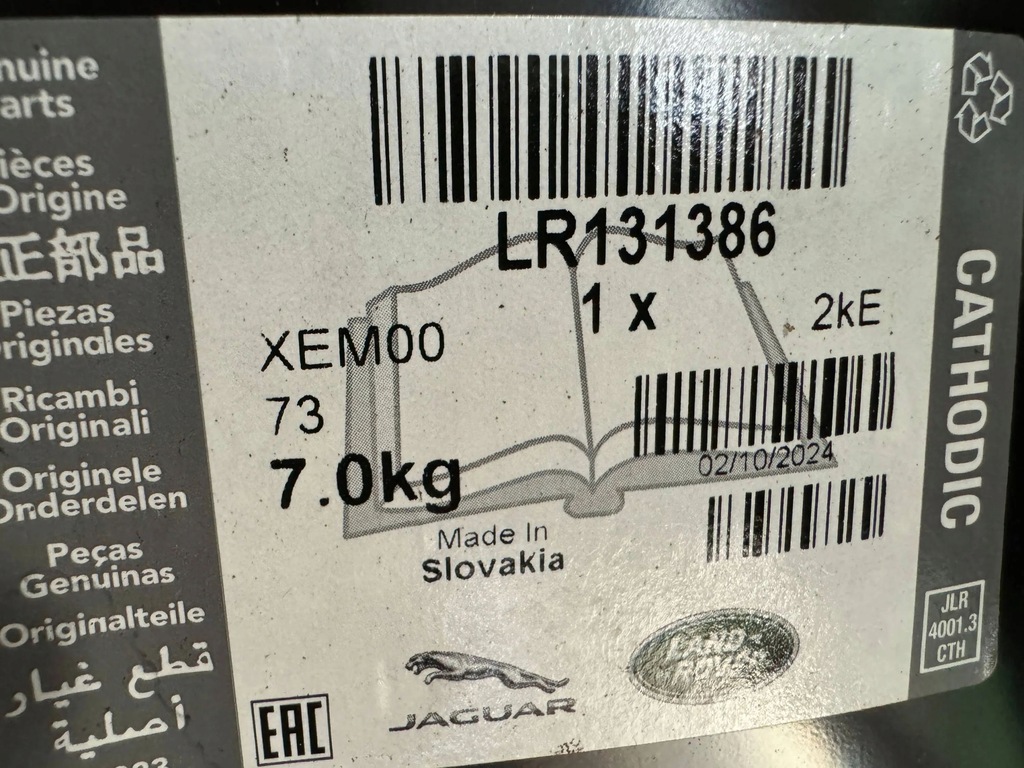 nuine
arts
ièces
Origine
正部品
Piezas
riginales
Ricambi
Originali
Originele
Onderdelen
Peças
Genuinas
Originalteile
قطع غيار
أصلية
LR131386
1 x
2kE
XEM00
73
7.0kg
02/10/2024
Made In
Slovakia
JAGUAR
LAND-
ROVER
EAC
CATHODIC
JLR
4001.3
CTH